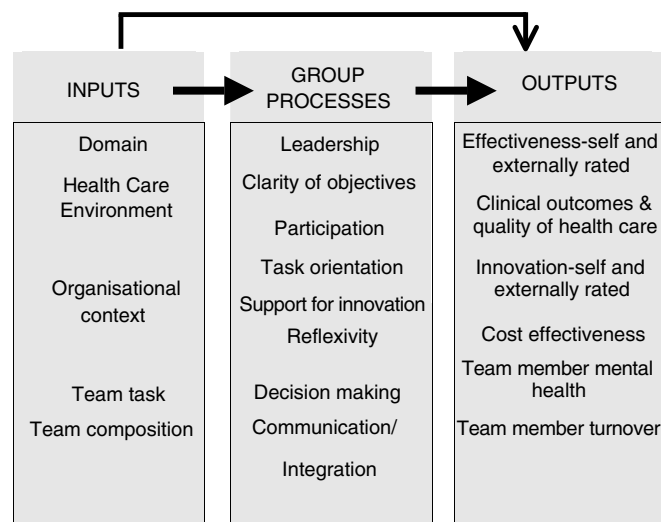 INPUTS
Domain
Health Care
Environment
Organisational
context
Team task
Team composition
GROUP
PROCESSES
Leadership
Clarity of objectives
Participation
Task orientation
Support for innovation
Reflexivity
Decision making
Communication/
Integration
OUTPUTS
Effectiveness-self and
externally rated
Clinical outcomes &
quality of health care
Innovation-self and
externally rated
Cost effectiveness
Team member mental
health
Team member turnover